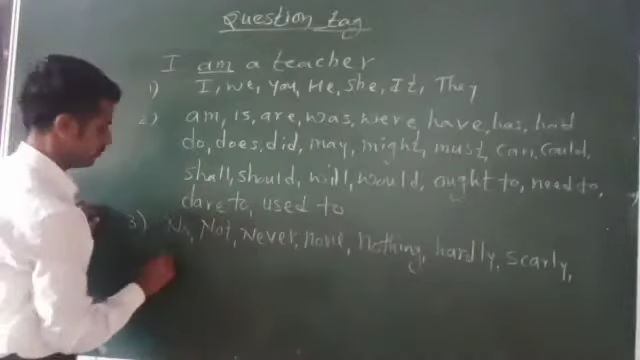 Question tag
I am a teacher
1) I, We, You, He, She, It, They
2) am, is, are, was, were, have, has, had
do, does, did, may, might, must, can, could,
shall, should, will, would, ought to, need to,
dare to, used to
3) No, Not, Never, none, nothing, hardly, scarly,